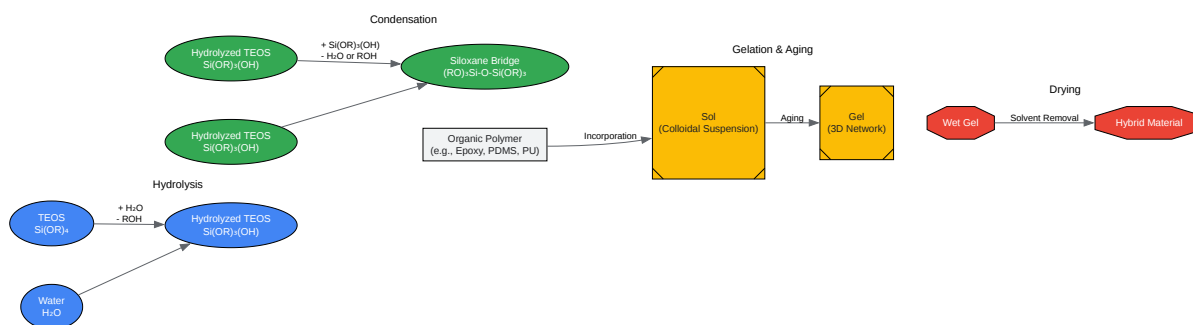 Condensation
Hydrolyzed TEOS
Si(OR)₃(OH)
+ Si(OR)₃(OH)
- H₂O or ROH
Siloxane Bridge
(RO)₃Si-O-Si(OR)₃
Hydrolyzed TEOS
Si(OR)₃(OH)
Hydrolysis
TEOS
Si(OR)₄
+ H₂O
- ROH
Hydrolyzed TEOS
Si(OR)₃(OH)
Water
H₂O
Organic Polymer
(e.g., Epoxy, PDMS, PU)
Incorporation
Gelation & Aging
Sol
(Colloidal Suspension)
Aging
Gel
(3D Network)
Drying
Wet Gel
Solvent Removal
Hybrid Material